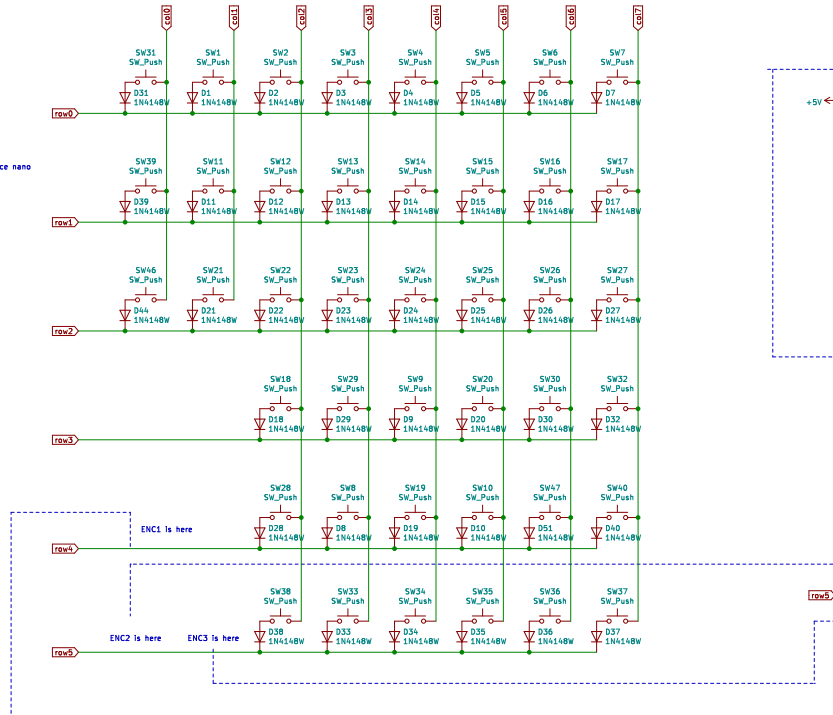 col0 col1 col2 col3 col4 col5 col6 col7
SW31 SW1 SW2 SW3 SW4 SW5 SW6 SW7
SW_Push SW_Push SW_Push SW_Push SW_Push SW_Push SW_Push SW_Push
D31 D1 D2 D3 D4 D5 D6 D7
1N4148W 1N4148W 1N4148W 1N4148W 1N4148W 1N4148W 1N4148W 1N4148W
+5V
row0
ce nano
SW39 SW11 SW12 SW13 SW14 SW15 SW16 SW17
SW_Push SW_Push SW_Push SW_Push SW_Push SW_Push SW_Push SW_Push
D39 D11 D12 D13 D14 D15 D16 D17
1N4148W 1N4148W 1N4148W 1N4148W 1N4148W 1N4148W 1N4148W 1N4148W
row1
SW46 SW21 SW22 SW23 SW24 SW25 SW26 SW27
SW_Push SW_Push SW_Push SW_Push SW_Push SW_Push SW_Push SW_Push
D44 D21 D22 D23 D24 D25 D26 D27
1N4148W 1N4148W 1N4148W 1N4148W 1N4148W 1N4148W 1N4148W 1N4148W
row2
SW18 SW29 SW9 SW20 SW30 SW32
SW_Push SW_Push SW_Push SW_Push SW_Push SW_Push
D18 D29 D9 D20 D30 D32
1N4148W 1N4148W 1N4148W 1N4148W 1N4148W 1N4148W
row3
SW28 SW8 SW19 SW10 SW47 SW40
SW_Push SW_Push SW_Push SW_Push SW_Push SW_Push
ENC1 is here
D28 D8 D19 D10 D51 D40
1N4148W 1N4148W 1N4148W 1N4148W 1N4148W 1N4148W
row4
SW38 SW33 SW34 SW35 SW36 SW37
SW_Push SW_Push SW_Push SW_Push SW_Push SW_Push
row5
D38 D33 D34 D35 D36 D37
ENC2 is here ENC3 is here
1N4148W 1N4148W 1N4148W 1N4148W 1N4148W 1N4148W
row5